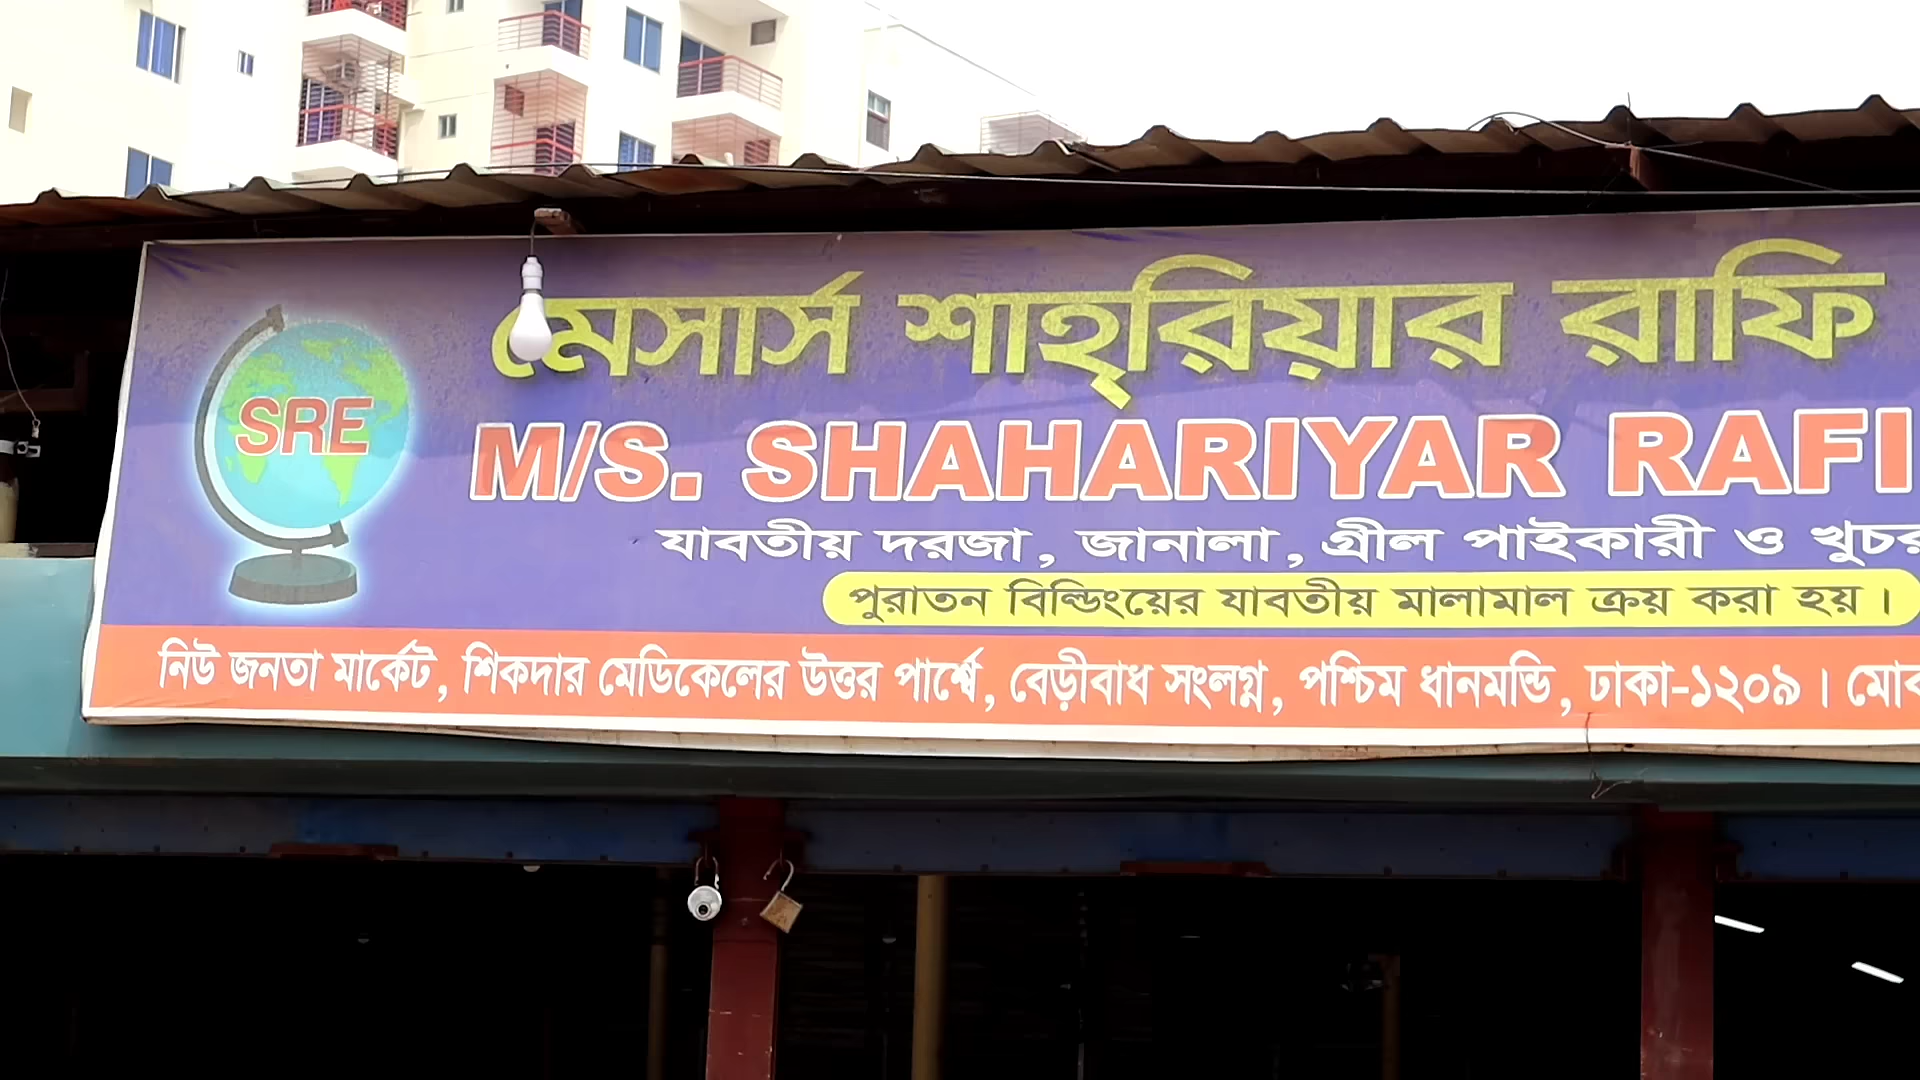 মেসার্স শাহ্‌রিয়ার রাফি
SRE
M/S. SHAHARIYAR RAFI
যাবতীয় দরজা, জানালা, গ্রীল পাইকারী ও
পুরাতন বিল্ডিংয়ের যাবতীয় মালামাল ক্রয় করা হয়।
নিউ জনতা মার্কেট, শিকদার মেডিকেলের উত্তর পার্শ্বে, বেড়ীবাধ সংলগ্ন, পশ্চিম ধানমন্ডি, ঢাকা-১২০৯।